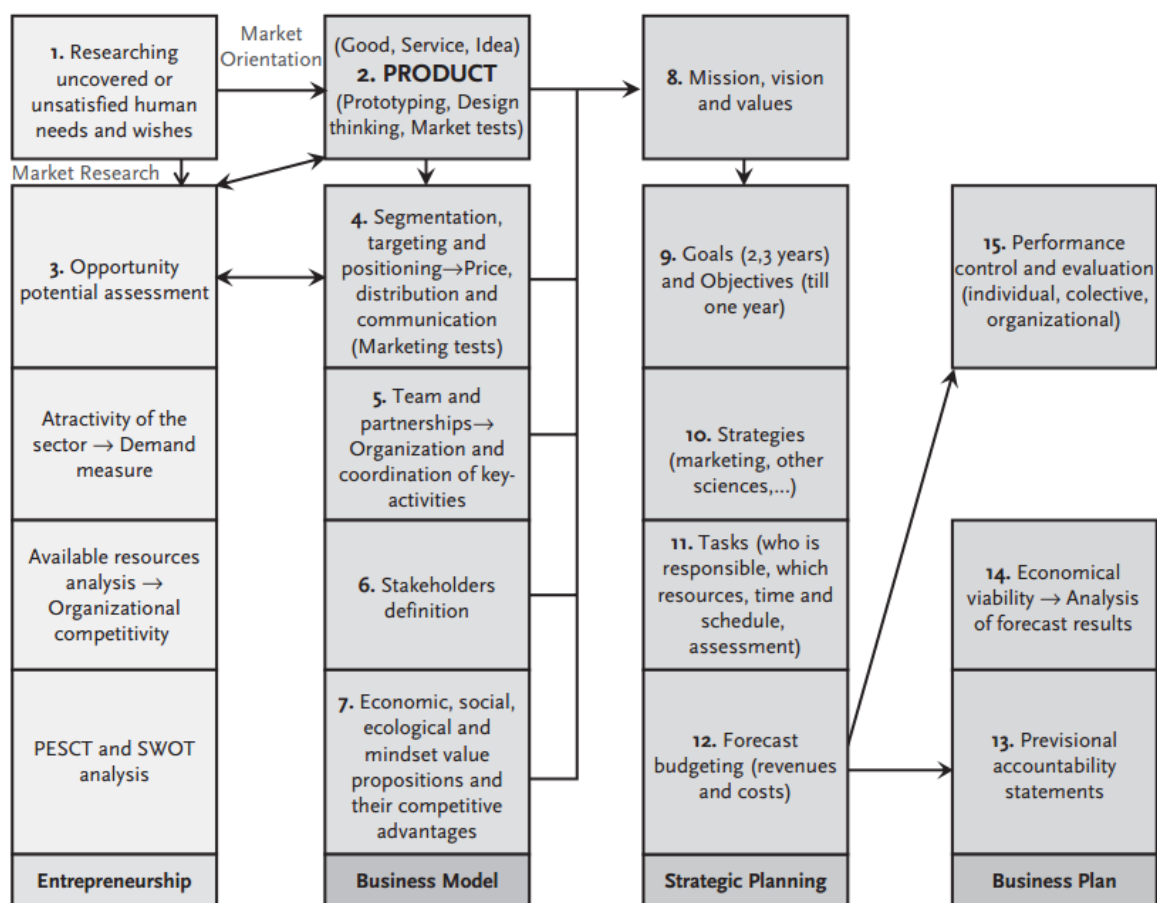 1. Researching
uncovered or
unsatisfied human
needs and wishes
Market
Orientation
(Good, Service, Idea)
2. PRODUCT
(Prototyping, Design
thinking, Market tests)
8. Mission, vision
and values
Market Research
3. Opportunity
potential assessment
4. Segmentation,
targeting and
positioning→Price,
distribution and
communication
(Marketing tests)
9. Goals (2,3 years)
and Objectives (till
one year)
15. Performance
control and evaluation
(individual, colective,
organizational)
Atractivity of the
sector → Demand
measure
5. Team and
partnerships→
Organization and
coordination of key-
activities
10. Strategies
(marketing, other
sciences,...)
Available resources
analysis →
Organizational
competitivity
6. Stakeholders
definition
11. Tasks (who is
responsible, which
resources, time and
schedule,
assessment)
14. Economical
viability → Analysis
of forecast results
PESCT and SWOT
analysis
7. Economic, social,
ecological and
mindset value
propositions and
their competitive
advantages
12. Forecast
budgeting (revenues
and costs)
13. Previsional
accountability
statements
Entrepreneurship
Business Model
Strategic Planning
Business Plan